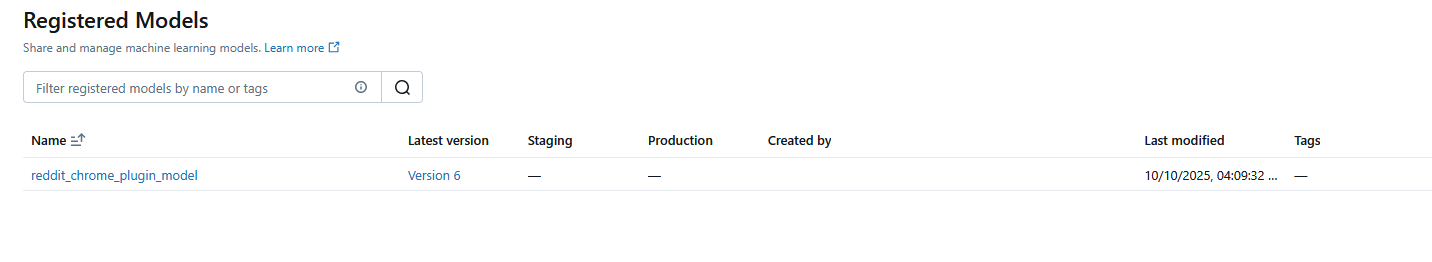 Registered Models
Share and manage machine learning models. Learn more
Filter registered models by name or tags
Name Latest version Staging Production Created by Last modified Tags
reddit_chrome_plugin_model Version 6 — — 10/10/2025, 04:09:32 ... —